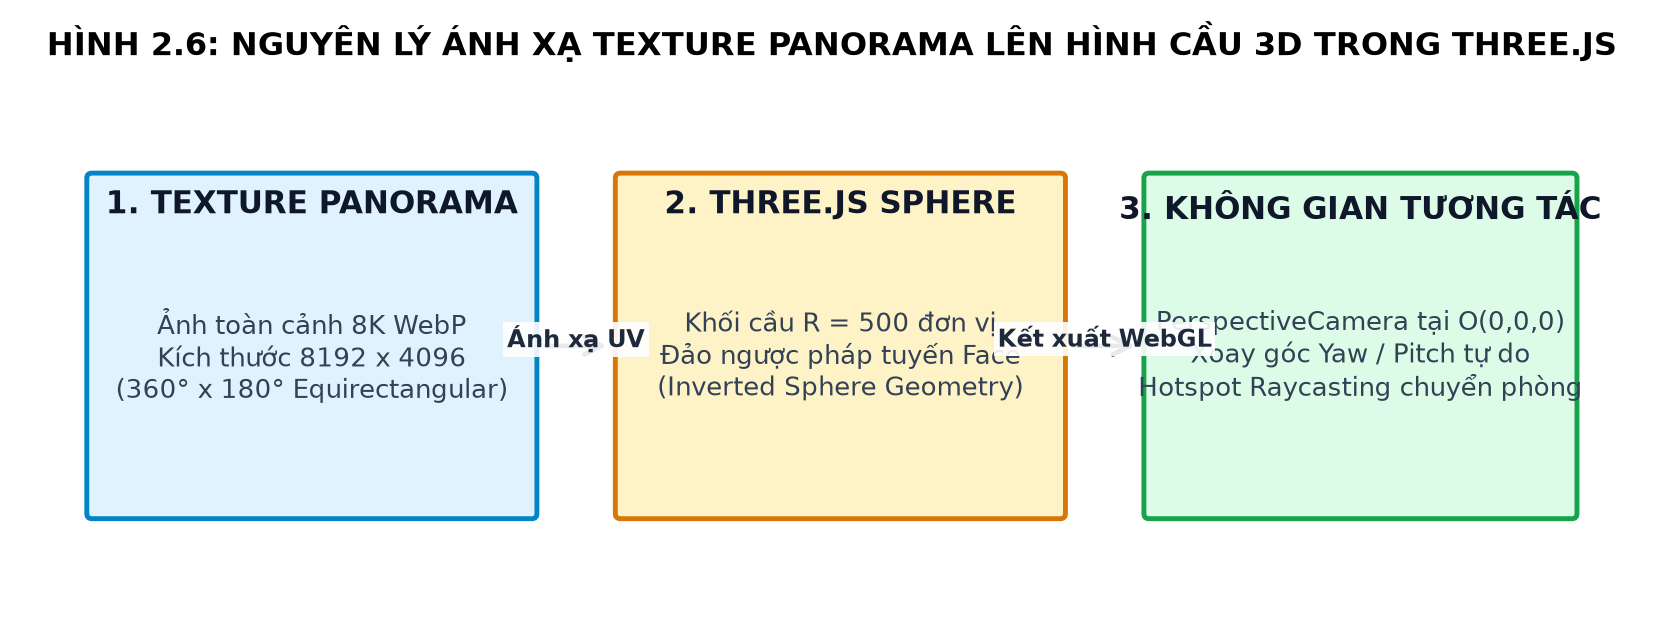 HÌNH 2.6: NGUYÊN LÝ ÁNH XẠ TEXTURE PANORAMA LÊN HÌNH CẦU 3D TRONG THREE.JS
1. TEXTURE PANORAMA
Ảnh toàn cảnh 8K WebP
Kích thước 8192 x 4096
(360° x 180° Equirectangular)
Ánh xạ UV
2. THREE.JS SPHERE
Khối cầu R = 500 đơn vị
Đảo ngược pháp tuyến Face
(Inverted Sphere Geometry)
Kết xuất WebGL
3. KHÔNG GIAN TƯƠNG TÁC
PerspectiveCamera tại O(0,0,0)
Xoay góc Yaw / Pitch tự do
Hotspot Raycasting chuyển phòng